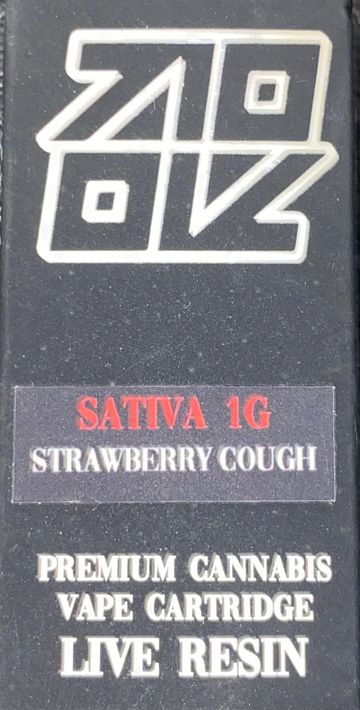 SATIVA 1G
STRAWBERRY COUGH
PREMIUM CANNABIS
VAPE CARTRIDGE
LIVE RESIN